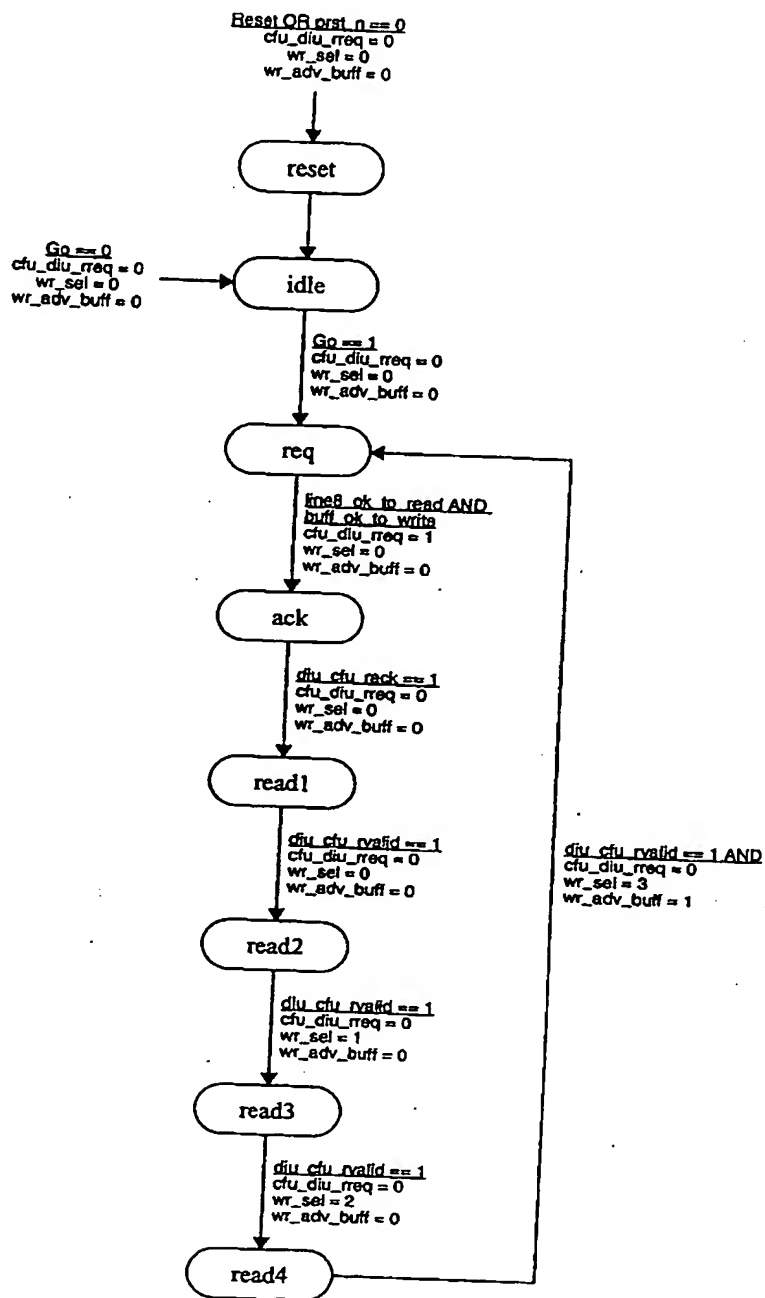 Reset OR prst_n == 0
cfu_diu_rreq = 0
wr_sel = 0
wr_adv_buff = 0
reset
Go == 0
cfu_diu_rreq = 0
wr_sel = 0
wr_adv_buff = 0
idle
Go == 1
cfu_diu_rreq = 0
wr_sel = 0
wr_adv_buff = 0
req
line8_ok_to_read AND
buff_ok_to_write
cfu_diu_rreq = 1
wr_sel = 0
wr_adv_buff = 0
ack
diu_cfu_rack == 1
cfu_diu_rreq = 0
wr_sel = 0
wr_adv_buff = 0
read1
diu_cfu_rvalid == 1
cfu_diu_rreq = 0
wr_sel = 0
wr_adv_buff = 0
diu_cfu_rvalid == 1 AND
cfu_diu_rreq = 0
wr_sel = 3
wr_adv_buff = 1
read2
diu_cfu_rvalid == 1
cfu_diu_rreq = 0
wr_sel = 1
wr_adv_buff = 0
read3
diu_cfu_rvalid == 1
cfu_diu_rreq = 0
wr_sel = 2
wr_adv_buff = 0
read4